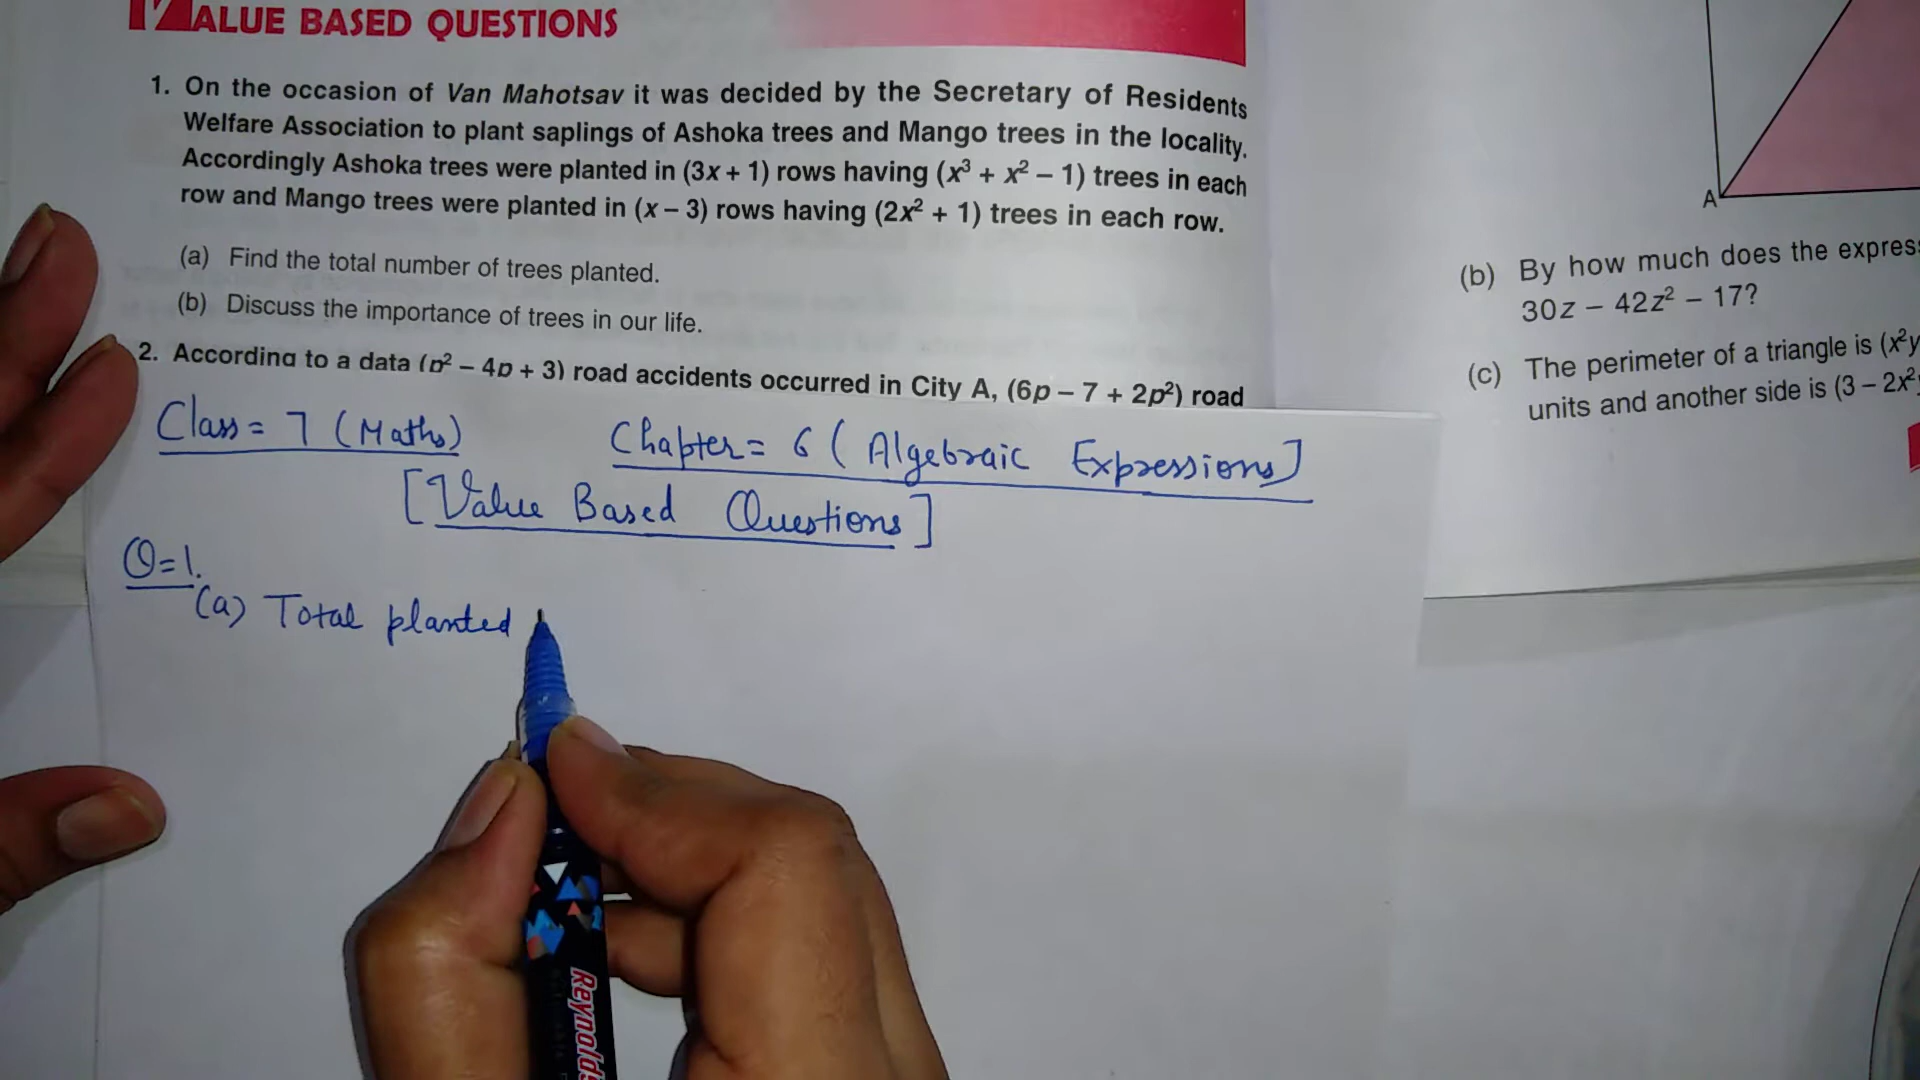 VALUE BASED QUESTIONS
1. On the occasion of Van Mahotsav it was decided by the Secretary of Residents
Welfare Association to plant saplings of Ashoka trees and Mango trees in the locality.
Accordingly Ashoka trees were planted in (3x + 1) rows having (x³ + x² – 1) trees in each
row and Mango trees were planted in (x – 3) rows having (2x² + 1) trees in each row.
(a) Find the total number of trees planted.
(b) Discuss the importance of trees in our life.
2. According to a data (p² – 4p + 3) road accidents occurred in City A, (6p – 7 + 2p²) road
Class = 7 (Maths)
Chapter = 6 ( Algebraic Expressions]
[Value Based Questions]
Q=1.
(a) Total planted
Reynolds
A
(b) By how much does the express
30z – 42z² – 17?
(c) The perimeter of a triangle is (x²y
units and another side is (3 – 2x²